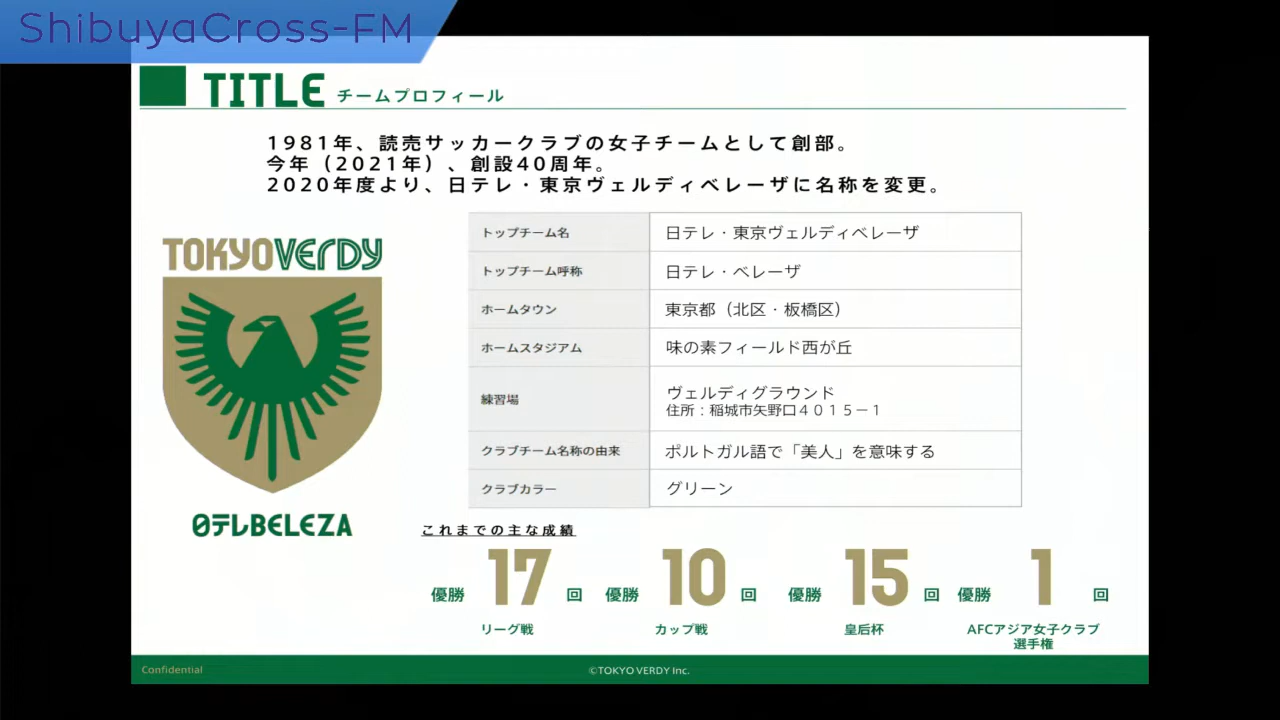 ShibuyaCross-FM
TITLE チームプロフィール
1981年、読売サッカークラブの女子チームとして創部。
今年（2021年）、創設40周年。
2020年度より、日テレ・東京ヴェルディベレーザに名称を変更。
TOKYO VERDY
日テレBELEZA
トップチーム名 日テレ・東京ヴェルディベレーザ
トップチーム呼称 日テレ・ベレーザ
ホームタウン 東京都（北区・板橋区）
ホームスタジアム 味の素フィールド西が丘
練習場 ヴェルディグラウンド
住所：稲城市矢野口４０１５－１
クラブチーム名称の由来 ポルトガル語で「美人」を意味する
クラブカラー グリーン
これまでの主な成績
優勝 17 回 優勝 10 回 優勝 15 回 優勝 1 回
リーグ戦 カップ戦 皇后杯 AFCアジア女子クラブ
選手権
Confidential ©TOKYO VERDY Inc.